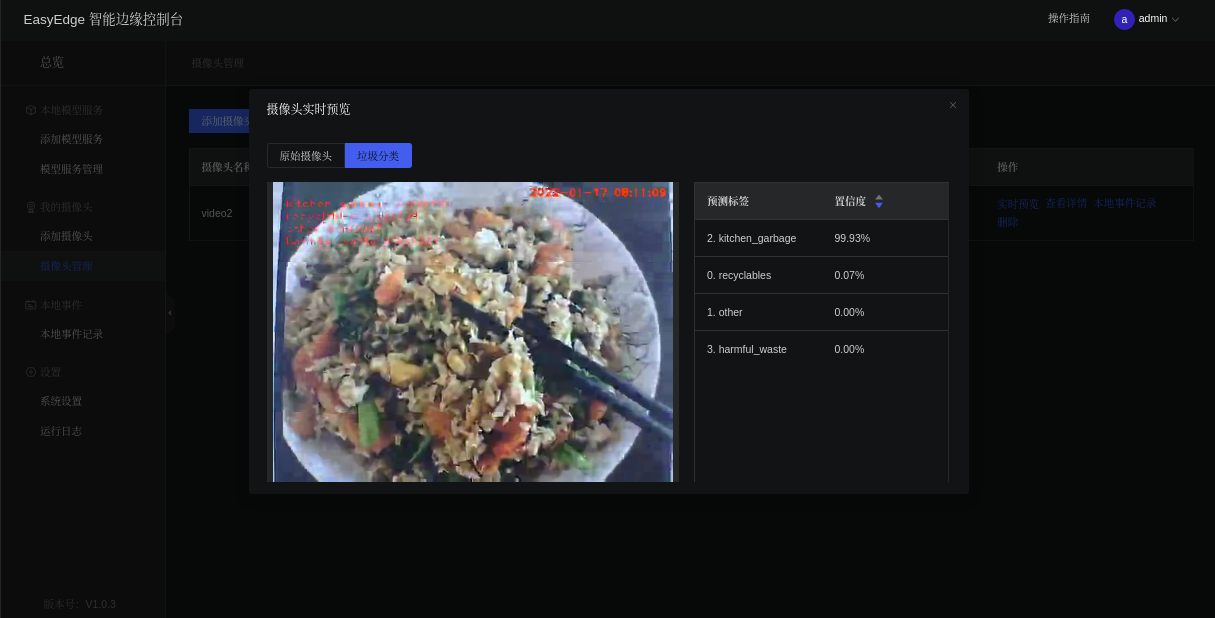 EasyEdge 智能边缘控制台
操作指南
a admin
总览
摄像头管理
本地模型服务
添加模型服务
模型服务管理
我的摄像头
添加摄像头
摄像头管理
本地事件
本地事件记录
设置
系统设置
运行日志
版本号: V1.0.3
添加摄像
摄像头名
video2
操作
实时预览 查看详情 本地事件记录
删除
摄像头实时预览
原始摄像头 垃圾分类
2022-01-17 08:11:09
预测标签 置信度
2. kitchen_garbage 99.93%
0. recyclables 0.07%
1. other 0.00%
3. harmful_waste 0.00%